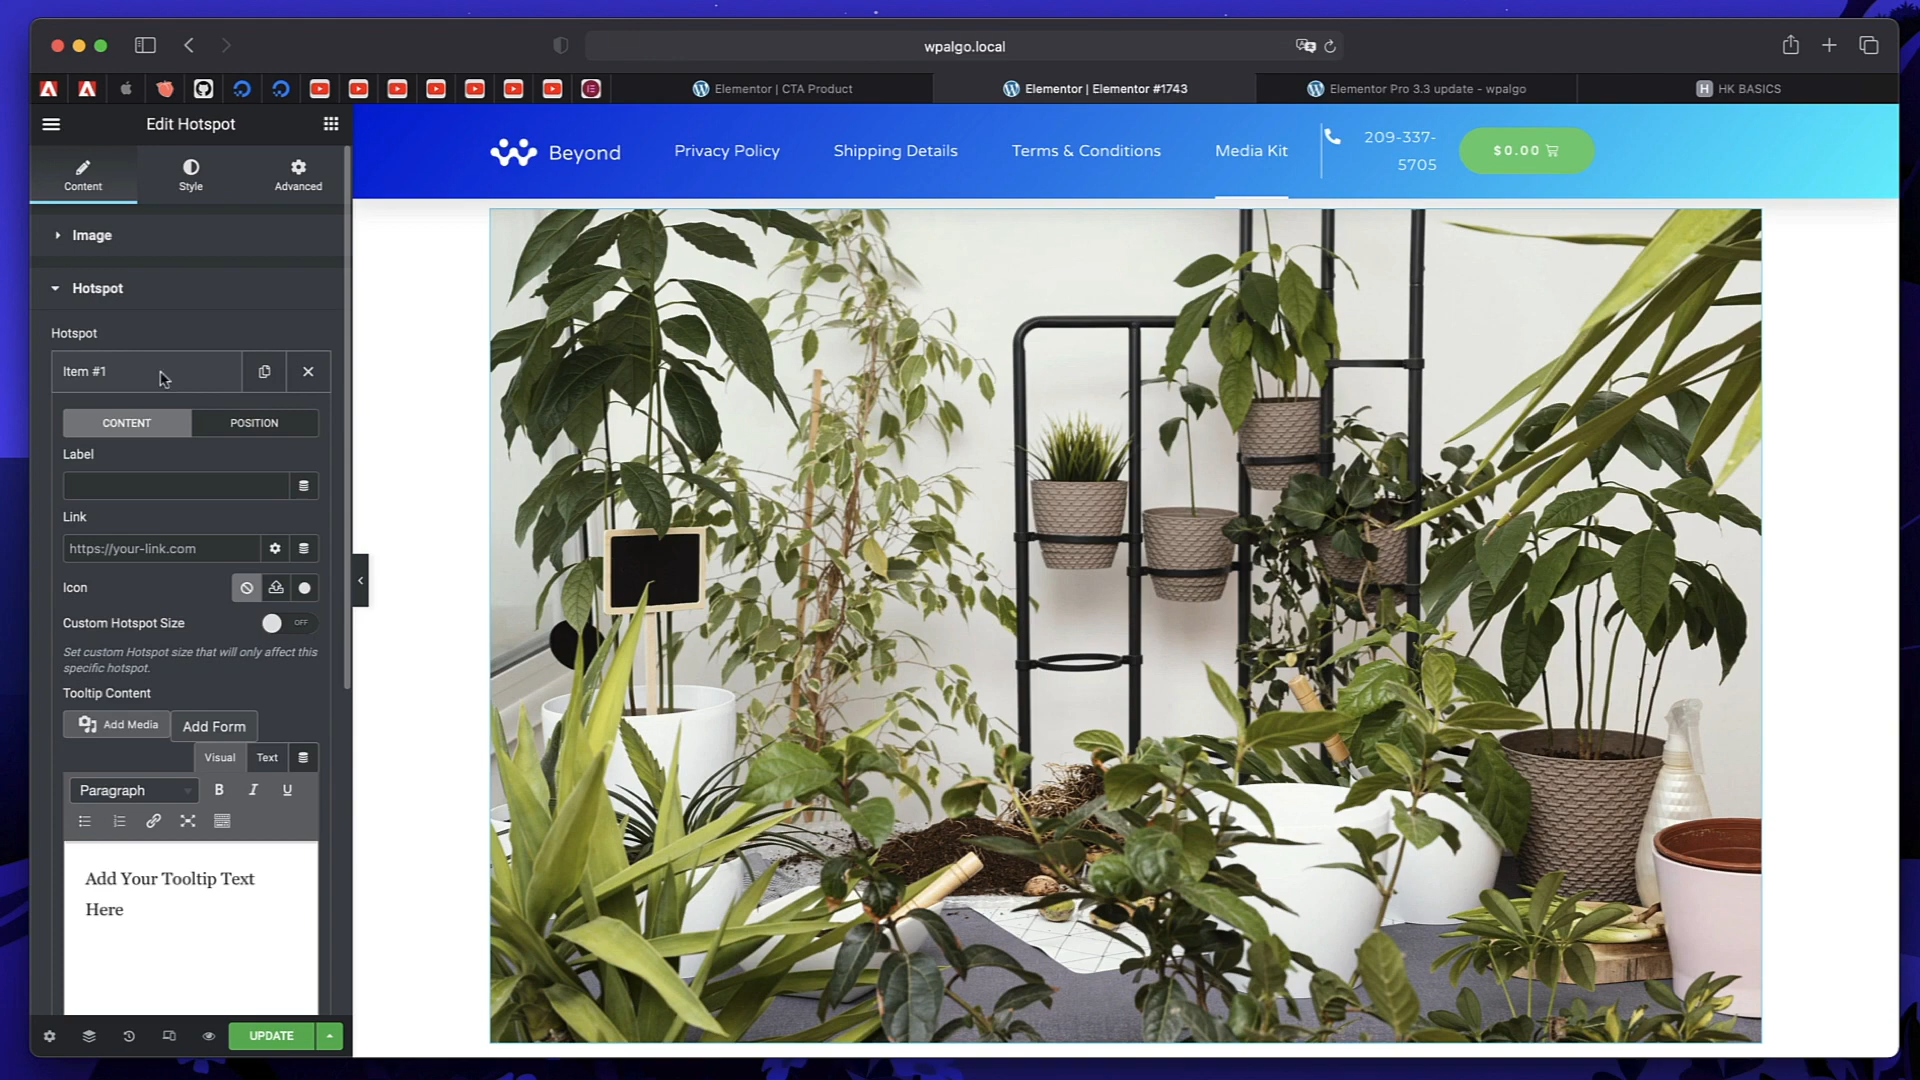 wpalgo.local
Elementor | CTA Product
Elementor | Elementor #1743
Elementor Pro 3.3 update - wpalgo
H HK BASICS
Edit Hotspot
Content
Style
Advanced
Image
Hotspot
Hotspot
Item #1
CONTENT
POSITION
Label
Link
https://your-link.com
Icon
Custom Hotspot Size
OFF
Set custom Hotspot size that will only affect this
specific hotspot.
Tooltip Content
Add Media
Add Form
Visual
Text
Paragraph
B I U
Add Your Tooltip Text
Here
UPDATE
Beyond
Privacy Policy
Shipping Details
Terms & Conditions
Media Kit
209-337-
5705
$0.00